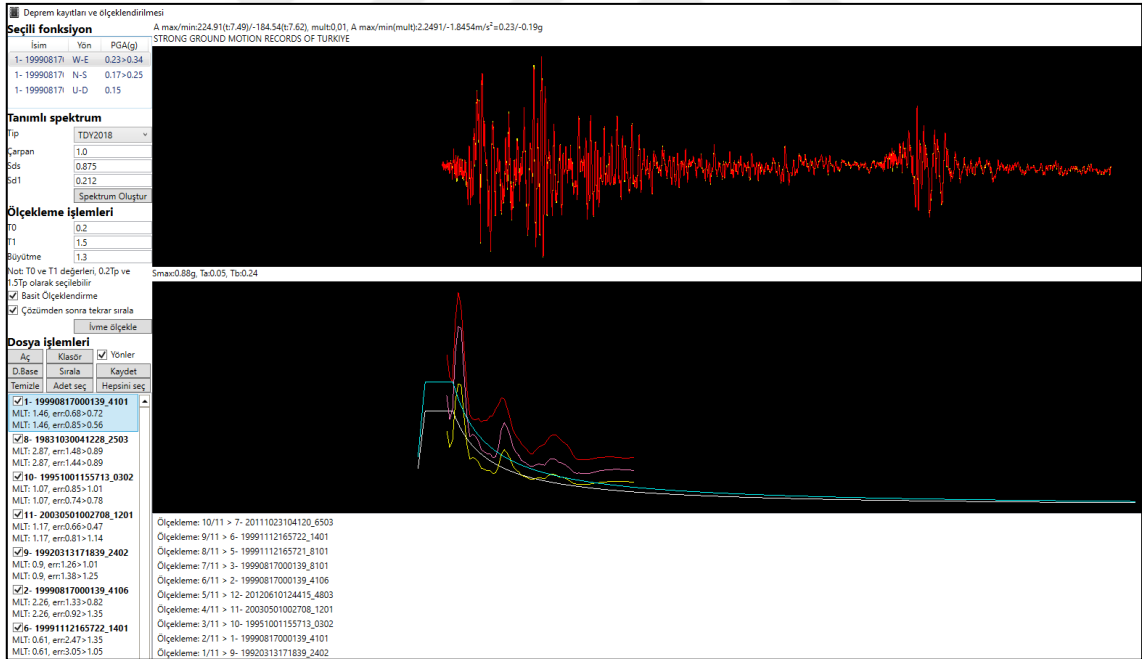 Deprem kayıtları ve ölçeklendirilmesi
Seçili fonksiyon
İsim Yön PGA(g)
1- 19990817( W-E 0.23>0.34
1- 19990817( N-S 0.17>0.25
1- 19990817( U-D 0.15
Tanımlı spektrum
Tip TDY2018
Çarpan 1.0
Sds 0.875
Sd1 0.212
Spektrum Oluştur
Ölçekleme işlemleri
T0 0.2
T1 1.5
Büyütme 1.3
Not: T0 ve T1 değerleri, 0.2Tp ve
1.5Tp olarak seçilebilir
Basit Ölçeklendirme
Çözümden sonra tekrar sırala
İvme ölçekle
Dosya işlemleri
Aç Klasör Yönler
D.Base Sırala Kaydet
Temizle Adet seç Hepsini seç
1- 19990817000139_4101
MLT: 1.46, err:0.68>0.72
MLT: 1.46, err:0.85>0.56
8- 19831030041228_2503
MLT: 2.87, err:1.48>0.89
MLT: 2.87, err:1.44>0.89
10- 19951001155713_0302
MLT: 1.07, err:0.85>1.01
MLT: 1.07, err:0.74>0.78
11- 20030501002708_1201
MLT: 1.17, err:0.66>0.47
MLT: 1.17, err:0.81>1.14
9- 19920313171839_2402
MLT: 0.9, err:1.26>1.01
MLT: 0.9, err:1.38>1.25
2- 19990817000139_4106
MLT: 2.26, err:1.33>0.82
MLT: 2.26, err:0.92>1.35
6- 19991112165722_1401
MLT: 0.61, err:2.47>1.35
MLT: 0.61, err:3.05>1.05
A max/min:224.91(t:7.49)/-184.54(t:7.62), mult:0,01, A max/min(mult):2.2491/-1.8454m/s²=0.23/-0.19g
STRONG GROUND MOTION RECORDS OF TURKIYE
Smax:0.88g, Ta:0.05, Tb:0.24
Ölçekleme: 10/11 > 7- 20111023104120_6503
Ölçekleme: 9/11 > 6- 19991112165722_1401
Ölçekleme: 8/11 > 5- 19991112165721_8101
Ölçekleme: 7/11 > 3- 19990817000139_8101
Ölçekleme: 6/11 > 2- 19990817000139_4106
Ölçekleme: 5/11 > 12- 20120610124415_4803
Ölçekleme: 4/11 > 11- 20030501002708_1201
Ölçekleme: 3/11 > 10- 19951001155713_0302
Ölçekleme: 2/11 > 1- 19990817000139_4101
Ölçekleme: 1/11 > 9- 19920313171839_2402